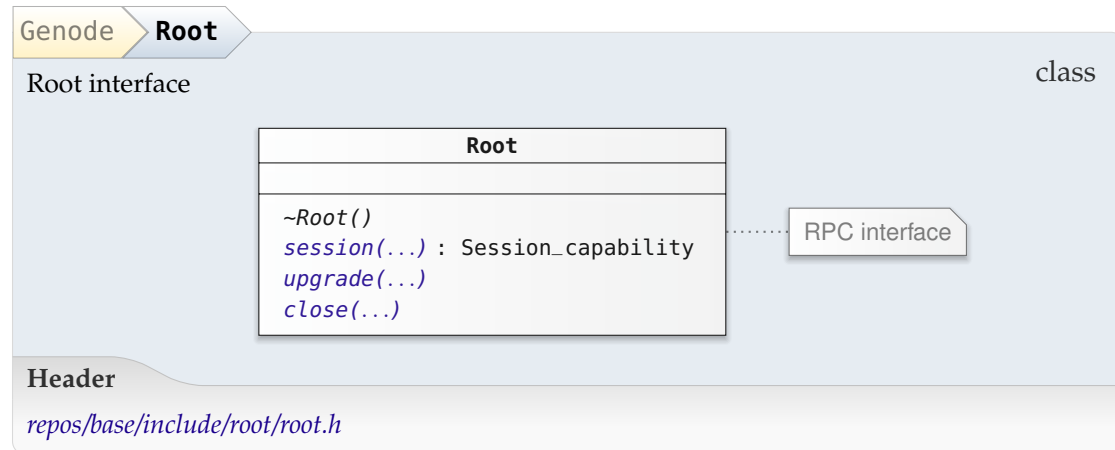 Genode Root
Root interface
class
Root
~Root()
session(...) : Session_capability
upgrade(...)
close(...)
RPC interface
Header
repos/base/include/root/root.h